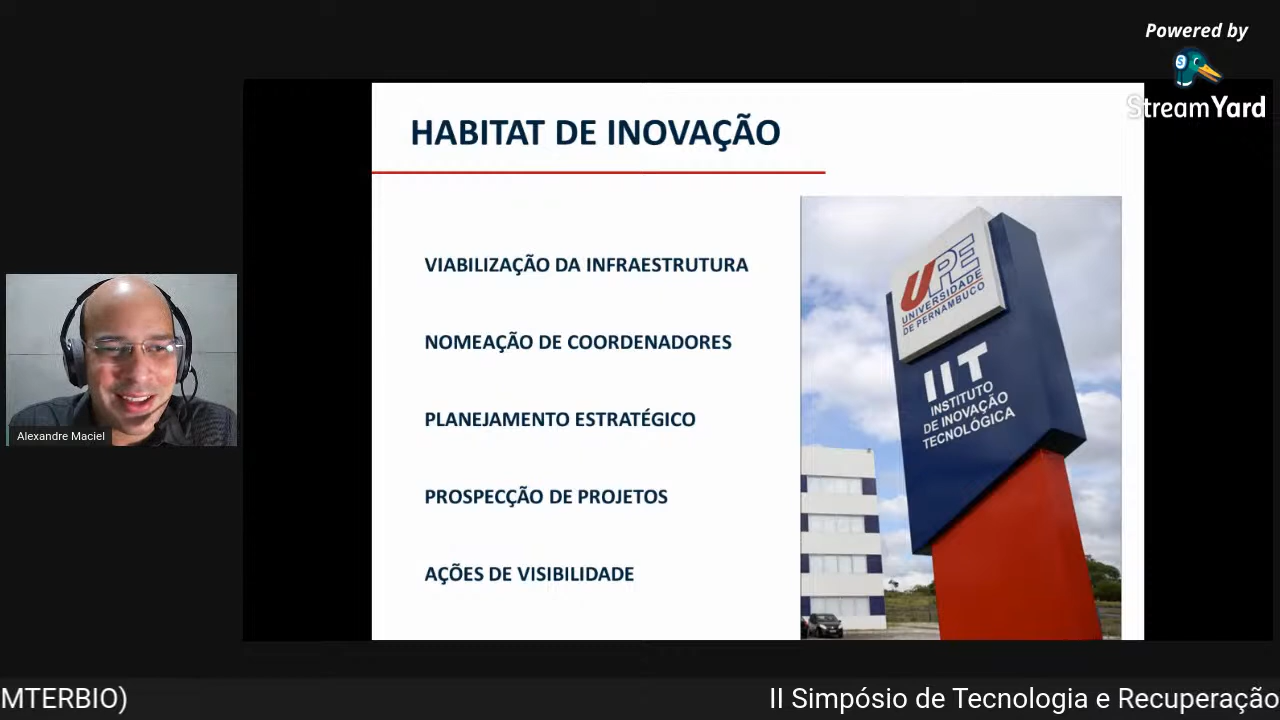 Powered by
StreamYard
HABITAT DE INOVAÇÃO
VIABILIZAÇÃO DA INFRAESTRUTURA
NOMEAÇÃO DE COORDENADORES
PLANEJAMENTO ESTRATÉGICO
PROSPECÇÃO DE PROJETOS
AÇÕES DE VISIBILIDADE
UPE
UNIVERSIDADE
DE PERNAMBUCO
IIT
INSTITUTO
DE INOVAÇÃO
TECNOLÓGICA
Alexandre Maciel
MTERBIO)
II Simpósio de Tecnologia e Recuperação